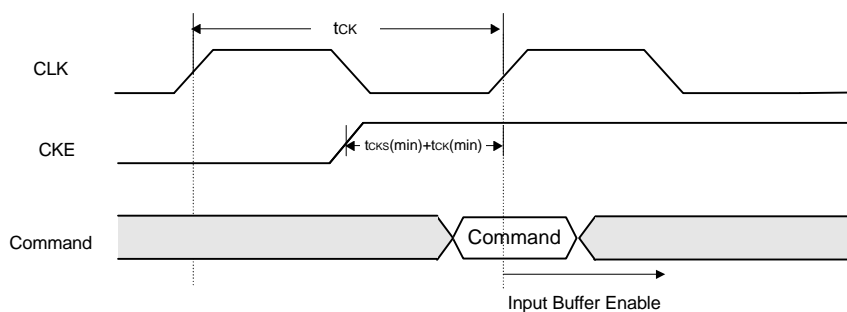 tCK
CLK
CKE
tCKS(min)+tCK(min)
Command
Command
Input Buffer Enable